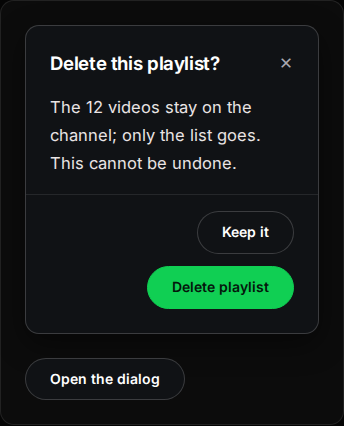 Delete this playlist?
The 12 videos stay on the
channel; only the list goes.
This cannot be undone.
Keep it
Delete playlist
Open the dialog